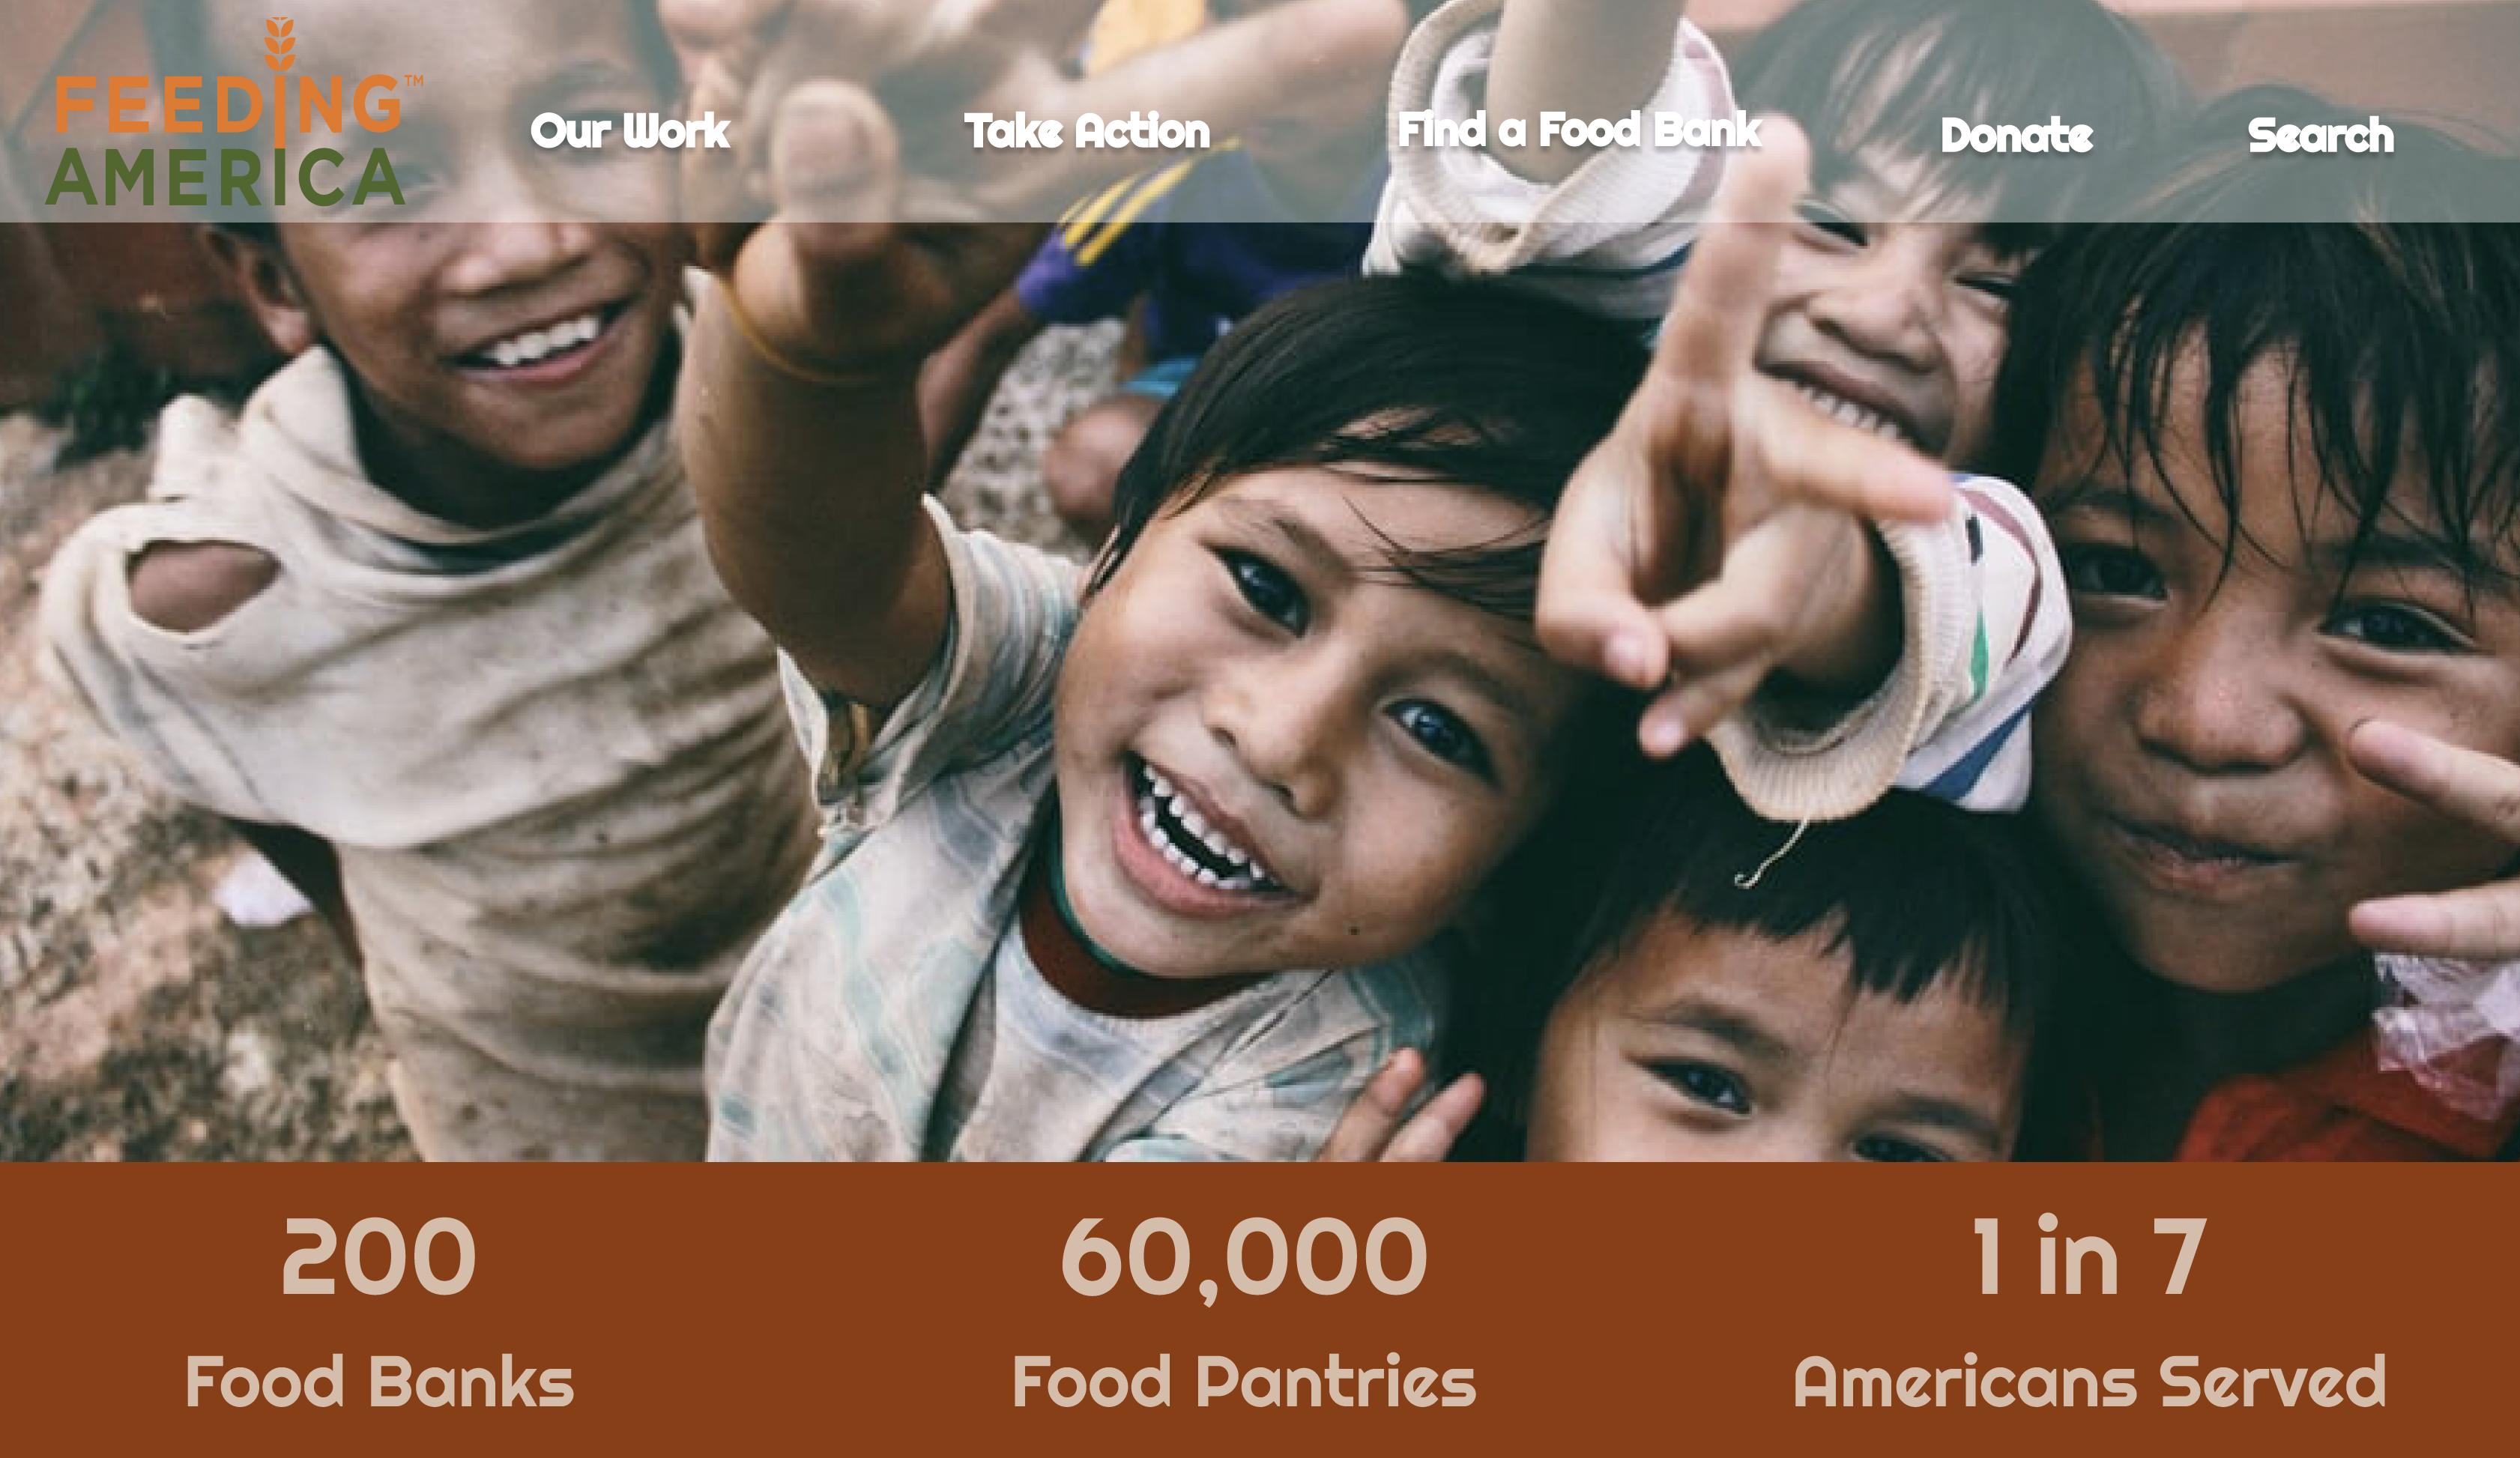 FEEDING™
AMERICA
Our Work
Take Action
Find a Food Bank
Donate
Search
200
60,000
1 in 7
Food Banks
Food Pantries
Americans Served